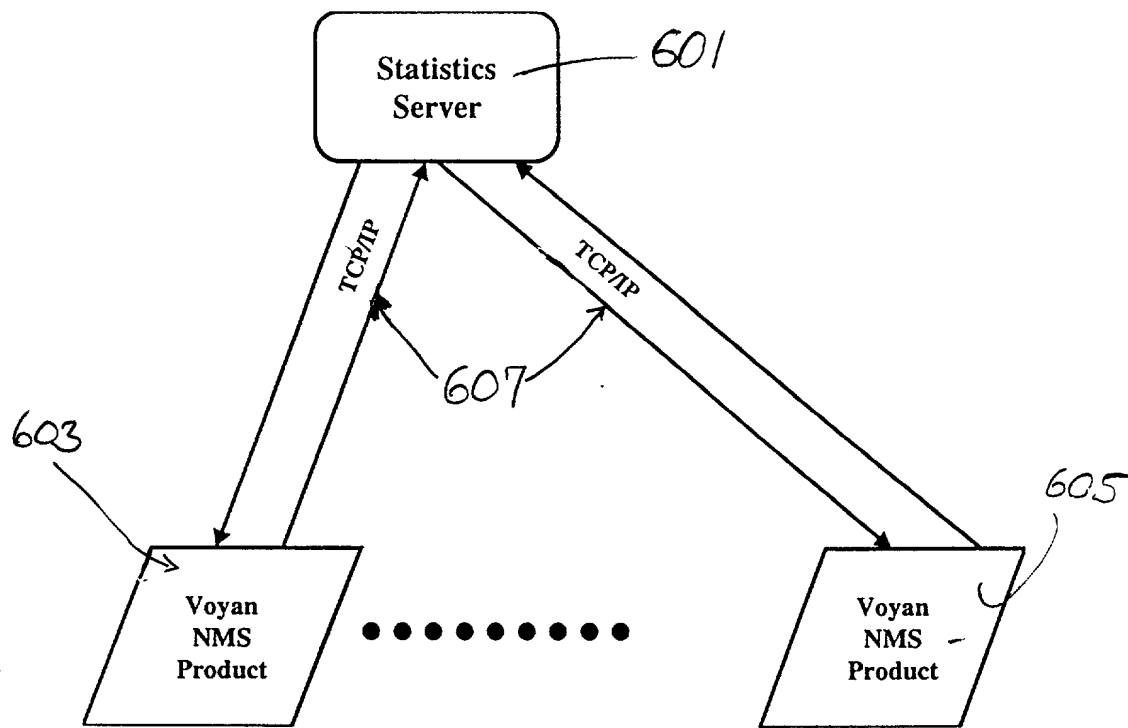 Statistics
Server
601
TCP/IP
TCP/IP
607
603
605
Voyan
NMS
Product
Voyan
NMS
Product